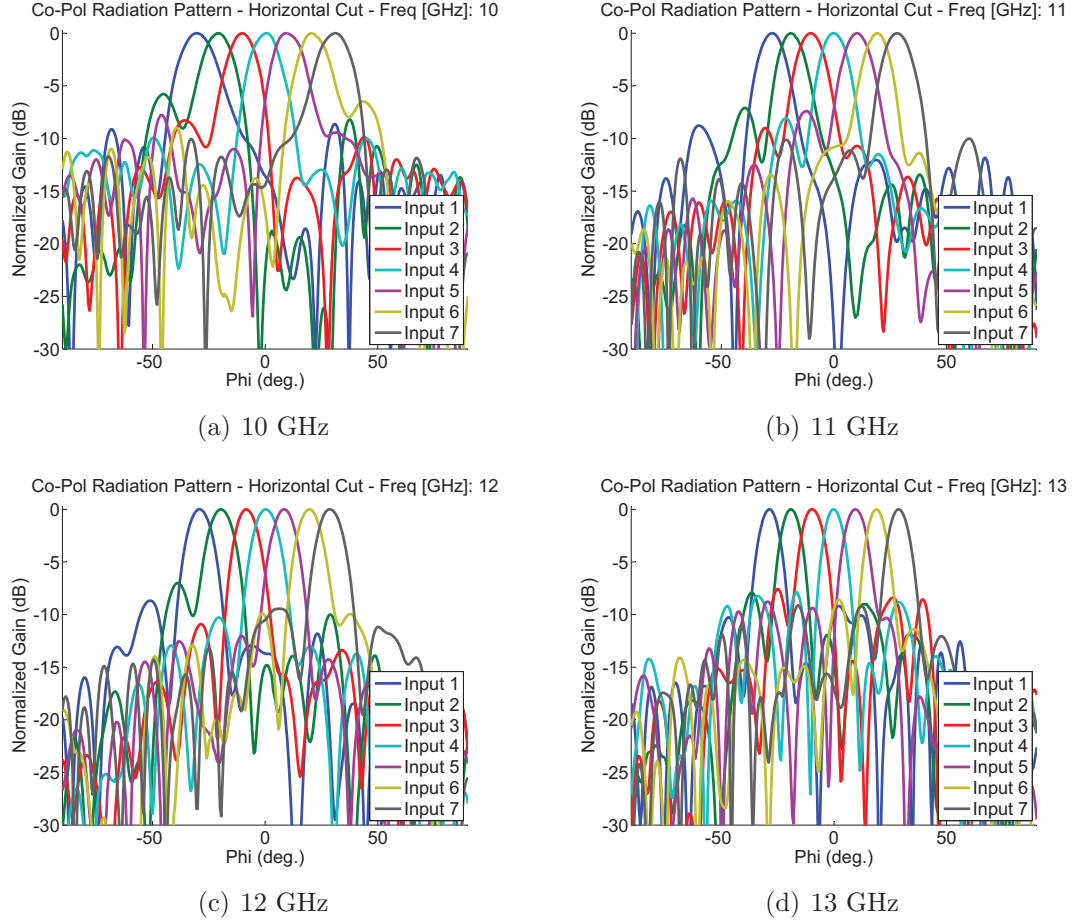 Co-Pol Radiation Pattern - Horizontal Cut - Freq [GHz]: 10
Normalized Gain (dB)
0
-5
-10
-15
-20
-25
-30
-50
0
50
Phi (deg.)
Input 1
Input 2
Input 3
Input 4
Input 5
Input 6
Input 7
(a) 10 GHz
Co-Pol Radiation Pattern - Horizontal Cut - Freq [GHz]: 11
Normalized Gain (dB)
0
-5
-10
-15
-20
-25
-30
-50
0
50
Phi (deg.)
Input 1
Input 2
Input 3
Input 4
Input 5
Input 6
Input 7
(b) 11 GHz
Co-Pol Radiation Pattern - Horizontal Cut - Freq [GHz]: 12
Normalized Gain (dB)
0
-5
-10
-15
-20
-25
-30
-50
0
50
Phi (deg.)
Input 1
Input 2
Input 3
Input 4
Input 5
Input 6
Input 7
(c) 12 GHz
Co-Pol Radiation Pattern - Horizontal Cut - Freq [GHz]: 13
Normalized Gain (dB)
0
-5
-10
-15
-20
-25
-30
-50
0
50
Phi (deg.)
Input 1
Input 2
Input 3
Input 4
Input 5
Input 6
Input 7
(d) 13 GHz